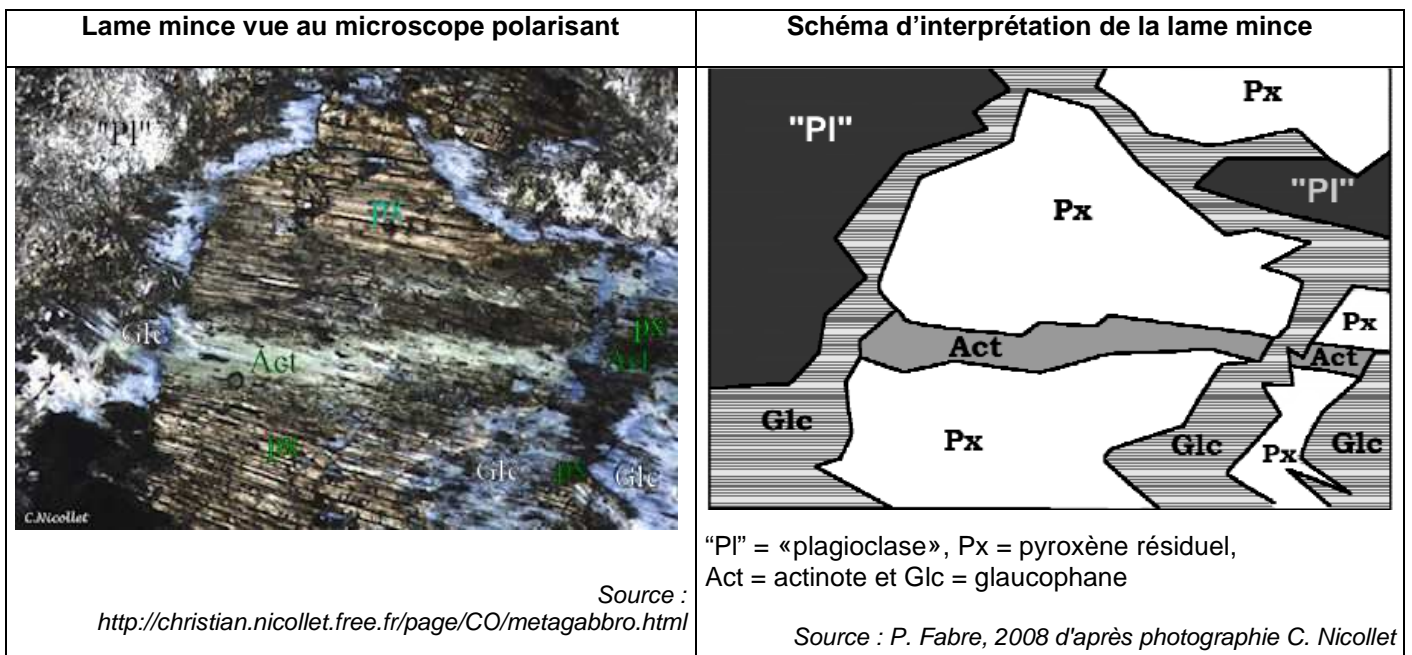 Lame mince vue au microscope polarisant
Schéma d’interprétation de la lame mince
"Pl"
px
Glc
Act
px
Act
px
Glc
px
Glc
C.Nicollet
Source :
http://christian.nicollet.free.fr/page/CO/metagabbro.html
Px
"Pl"
"Pl"
Px
Px
Act
Act
Glc
Px
Glc
Px
Glc
“Pl” = «plagioclase», Px = pyroxène résiduel,
Act = actinote et Glc = glaucophane
Source : P. Fabre, 2008 d'après photographie C. Nicollet